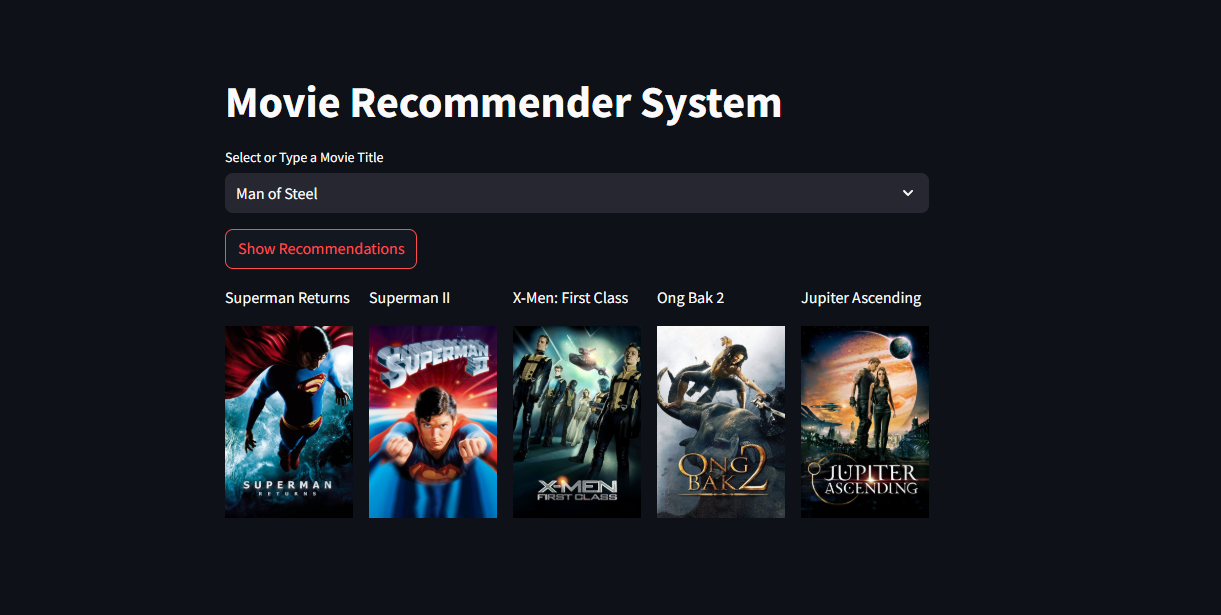 Movie Recommender System
Select or Type a Movie Title
Man of Steel
Show Recommendations
Superman Returns
Superman II
X-Men: First Class
Ong Bak 2
Jupiter Ascending
SUPERMAN
RETURNS
SUPERMAN
II
X-MEN
FIRST CLASS
ONG
BAK 2
JUPITER
ASCENDING